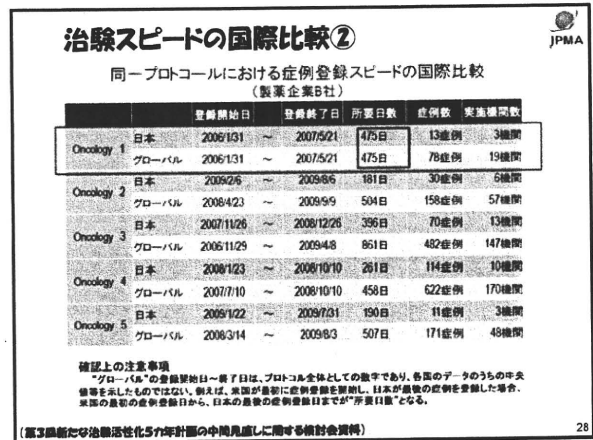 治験スピードの国際比較②
JPMA
同一プロトコールにおける症例登録スピードの国際比較
（製薬企業B社）
登録開始日 登録終了日 所要日数 症例数 実施機関数
Oncology 1 日本 2006/1/31 ～ 2007/5/21 475日 13症例 3機関
グローバル 2006/1/31 ～ 2007/5/21 475日 78症例 19機関
Oncology 2 日本 2009/2/6 ～ 2009/8/6 181日 30症例 6機関
グローバル 2008/4/23 ～ 2009/9/9 504日 158症例 57機関
Oncology 3 日本 2007/11/26 ～ 2008/12/26 396日 70症例 13機関
グローバル 2006/11/29 ～ 2009/4/8 861日 482症例 147機関
Oncology 4 日本 2008/1/23 ～ 2008/10/10 261日 114症例 10機関
グローバル 2007/7/10 ～ 2008/10/10 458日 622症例 170機関
Oncology 5 日本 2009/1/22 ～ 2009/7/31 190日 11症例 3機関
グローバル 2008/3/14 ～ 2009/8/3 507日 171症例 48機関
確認上の注意事項
"グローバル"の登録開始日～終了日は、プロトコル全体としての数字であり、各国のデータのうちの中央
値等を示したものではない。例えば、米国が最初に症例登録を開始し、日本が最後の症例を登録した場合、
米国の最初の症例登録日から、日本の最後の症例登録日までが"所要日数"となる。
（第3回新たな治験活性化5カ年計画の中間見直しに関する検討会資料）
28